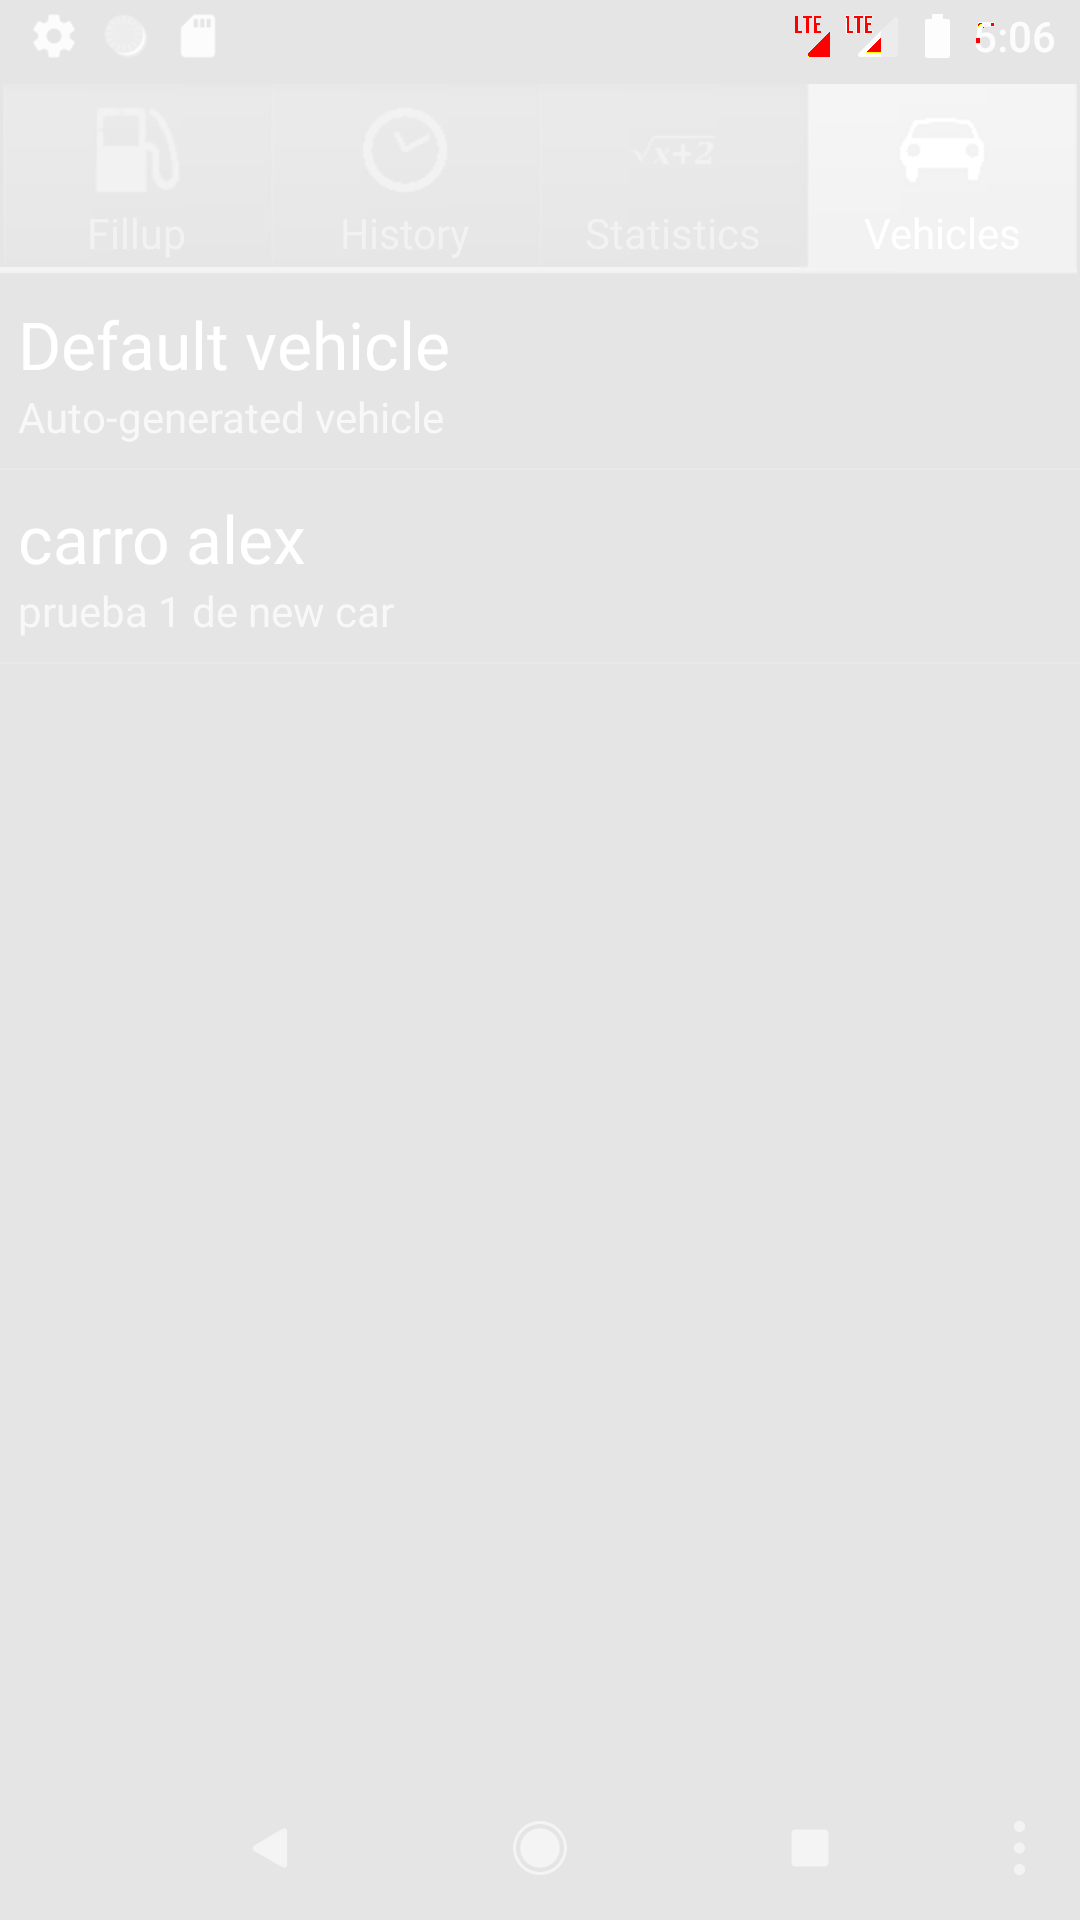 LTE LTE 5:06
Fillup History √x+2 Statistics Vehicles
Default vehicle
Auto-generated vehicle
carro alex
prueba 1 de new car